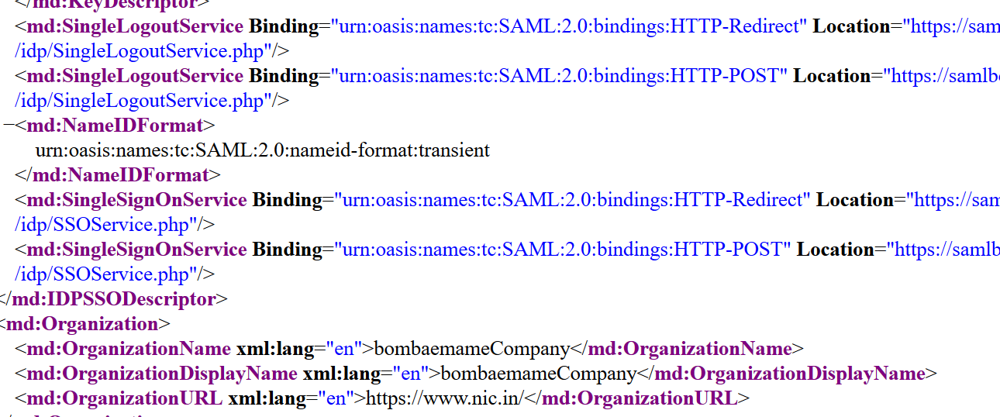 </md:KeyDescriptor>
<md:SingleLogoutService Binding="urn:oasis:names:tc:SAML:2.0:bindings:HTTP-Redirect" Location="https://sam
/idp/SingleLogoutService.php"/>
<md:SingleLogoutService Binding="urn:oasis:names:tc:SAML:2.0:bindings:HTTP-POST" Location="https://samlb
/idp/SingleLogoutService.php"/>
–<md:NameIDFormat>
urn:oasis:names:tc:SAML:2.0:nameid-format:transient
</md:NameIDFormat>
<md:SingleSignOnService Binding="urn:oasis:names:tc:SAML:2.0:bindings:HTTP-Redirect" Location="https://sam
/idp/SSOService.php"/>
<md:SingleSignOnService Binding="urn:oasis:names:tc:SAML:2.0:bindings:HTTP-POST" Location="https://samlb
/idp/SSOService.php"/>
</md:IDPSSODescriptor>
<md:Organization>
<md:OrganizationName xml:lang="en">bombaemameCompany</md:OrganizationName>
<md:OrganizationDisplayName xml:lang="en">bombaemameCompany</md:OrganizationDisplayName>
<md:OrganizationURL xml:lang="en">https://www.nic.in/</md:OrganizationURL>